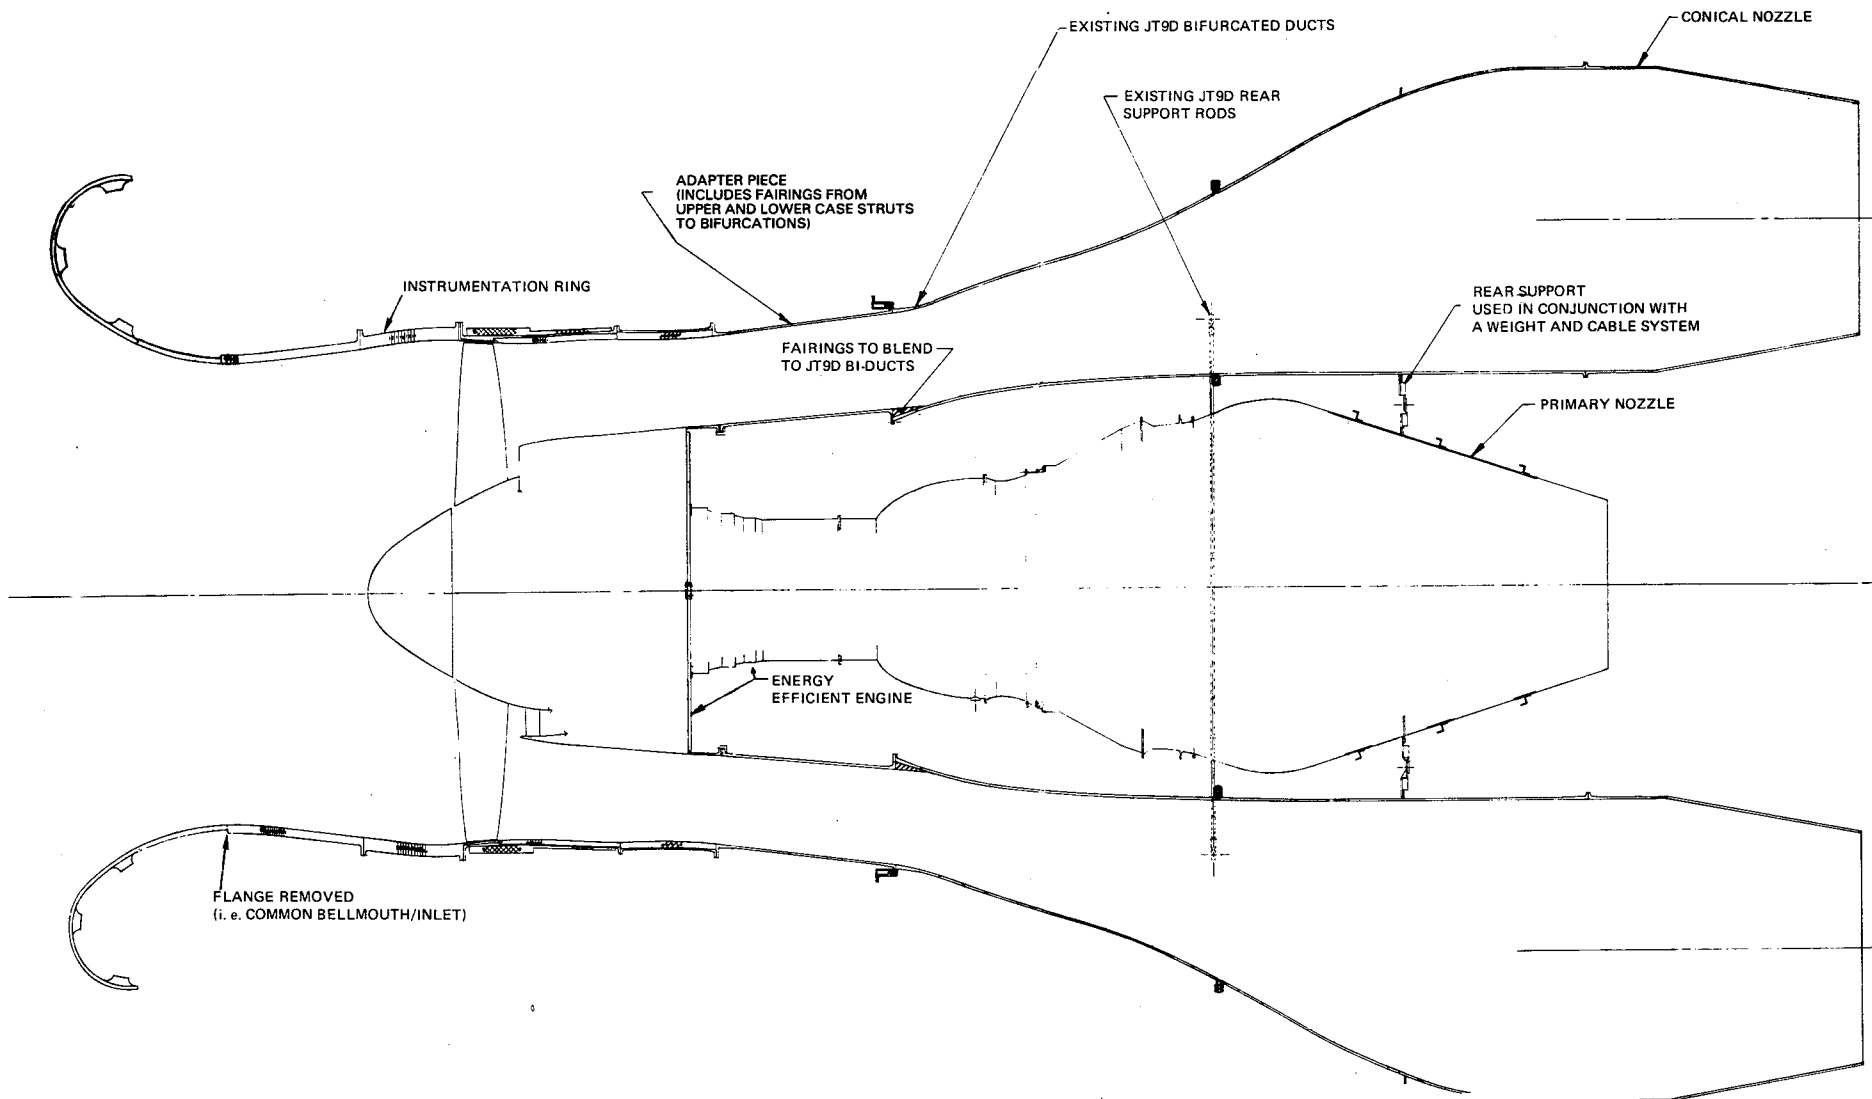 CONICAL NOZZLE
EXISTING JT9D BIFURCATED DUCTS
EXISTING JT9D REAR
SUPPORT RODS
ADAPTER PIECE
(INCLUDES FAIRINGS FROM
UPPER AND LOWER CASE STRUTS
TO BIFURCATIONS)
INSTRUMENTATION RING
REAR SUPPORT
USED IN CONJUNCTION WITH
A WEIGHT AND CABLE SYSTEM
FAIRINGS TO BLEND
TO JT9D BI-DUCTS
PRIMARY NOZZLE
ENERGY
EFFICIENT ENGINE
FLANGE REMOVED
(i. e. COMMON BELLMOUTH/INLET)